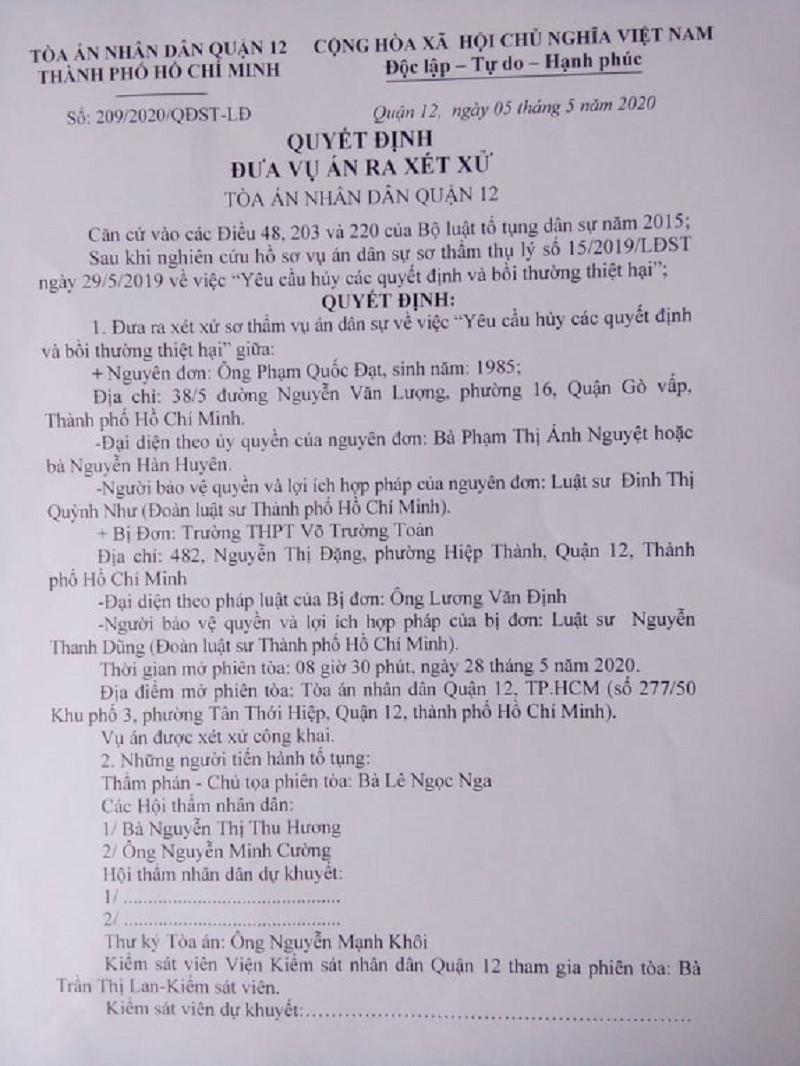 TÒA ÁN NHÂN DÂN QUẬN 12
THÀNH PHỐ HỒ CHÍ MINH
CỘNG HÒA XÃ HỘI CHỦ NGHĨA VIỆT NAM
Độc lập – Tự do – Hạnh phúc
Số: 209/2020/QĐST-LĐ
Quận 12, ngày 05 tháng 5 năm 2020
QUYẾT ĐỊNH
ĐƯA VỤ ÁN RA XÉT XỬ
TÒA ÁN NHÂN DÂN QUẬN 12
Căn cứ vào các Điều 48, 203 và 220 của Bộ luật tố tụng dân sự năm 2015;
Sau khi nghiên cứu hồ sơ vụ án dân sự sơ thẩm thụ lý số 15/2019/LĐST
ngày 29/5/2019 về việc “Yêu cầu hủy các quyết định và bồi thường thiệt hại”;
QUYẾT ĐỊNH:
1. Đưa ra xét xử sơ thẩm vụ án dân sự về việc “Yêu cầu hủy các quyết định
và bồi thường thiệt hại” giữa:
+ Nguyên đơn: Ông Phạm Quốc Đạt, sinh năm: 1985;
Địa chỉ: 38/5 đường Nguyễn Văn Lượng, phường 16, Quận Gò vấp,
Thành phố Hồ Chí Minh.
-Đại diện theo ủy quyền của nguyên đơn: Bà Phạm Thị Ánh Nguyệt hoặc
bà Nguyễn Hàn Huyên.
-Người bảo vệ quyền và lợi ích hợp pháp của nguyên đơn: Luật sư Đinh Thị
Quỳnh Như (Đoàn luật sư Thành phố Hồ Chí Minh).
+ Bị Đơn: Trường THPT Võ Trường Toản
Địa chỉ: 482, Nguyễn Thị Đặng, phường Hiệp Thành, Quận 12, Thành
phố Hồ Chí Minh
-Đại diện theo pháp luật của Bị đơn: Ông Lương Văn Định
-Người bảo vệ quyền và lợi ích hợp pháp của bị đơn: Luật sư Nguyễn
Thanh Dũng (Đoàn luật sư Thành phố Hồ Chí Minh).
Thời gian mở phiên tòa: 08 giờ 30 phút, ngày 28 tháng 5 năm 2020.
Địa điểm mở phiên tòa: Tòa án nhân dân Quận 12, TP.HCM (số 277/50
Khu phố 3, phường Tân Thới Hiệp, Quận 12, thành phố Hồ Chí Minh).
Vụ án được xét xử công khai.
2. Những người tiến hành tố tụng:
Thẩm phán - Chủ tọa phiên tòa: Bà Lê Ngọc Nga
Các Hội thẩm nhân dân:
1/ Bà Nguyễn Thị Thu Hương
2/ Ông Nguyễn Minh Cường
Hội thẩm nhân dân dự khuyết:
1/ ........................................
2/ ........................................
Thư ký Tòa án: Ông Nguyễn Mạnh Khôi
Kiểm sát viên Viện Kiểm sát nhân dân Quận 12 tham gia phiên tòa: Bà
Trần Thị Lan-Kiểm sát viên.
Kiểm sát viên dự khuyết:........................................................